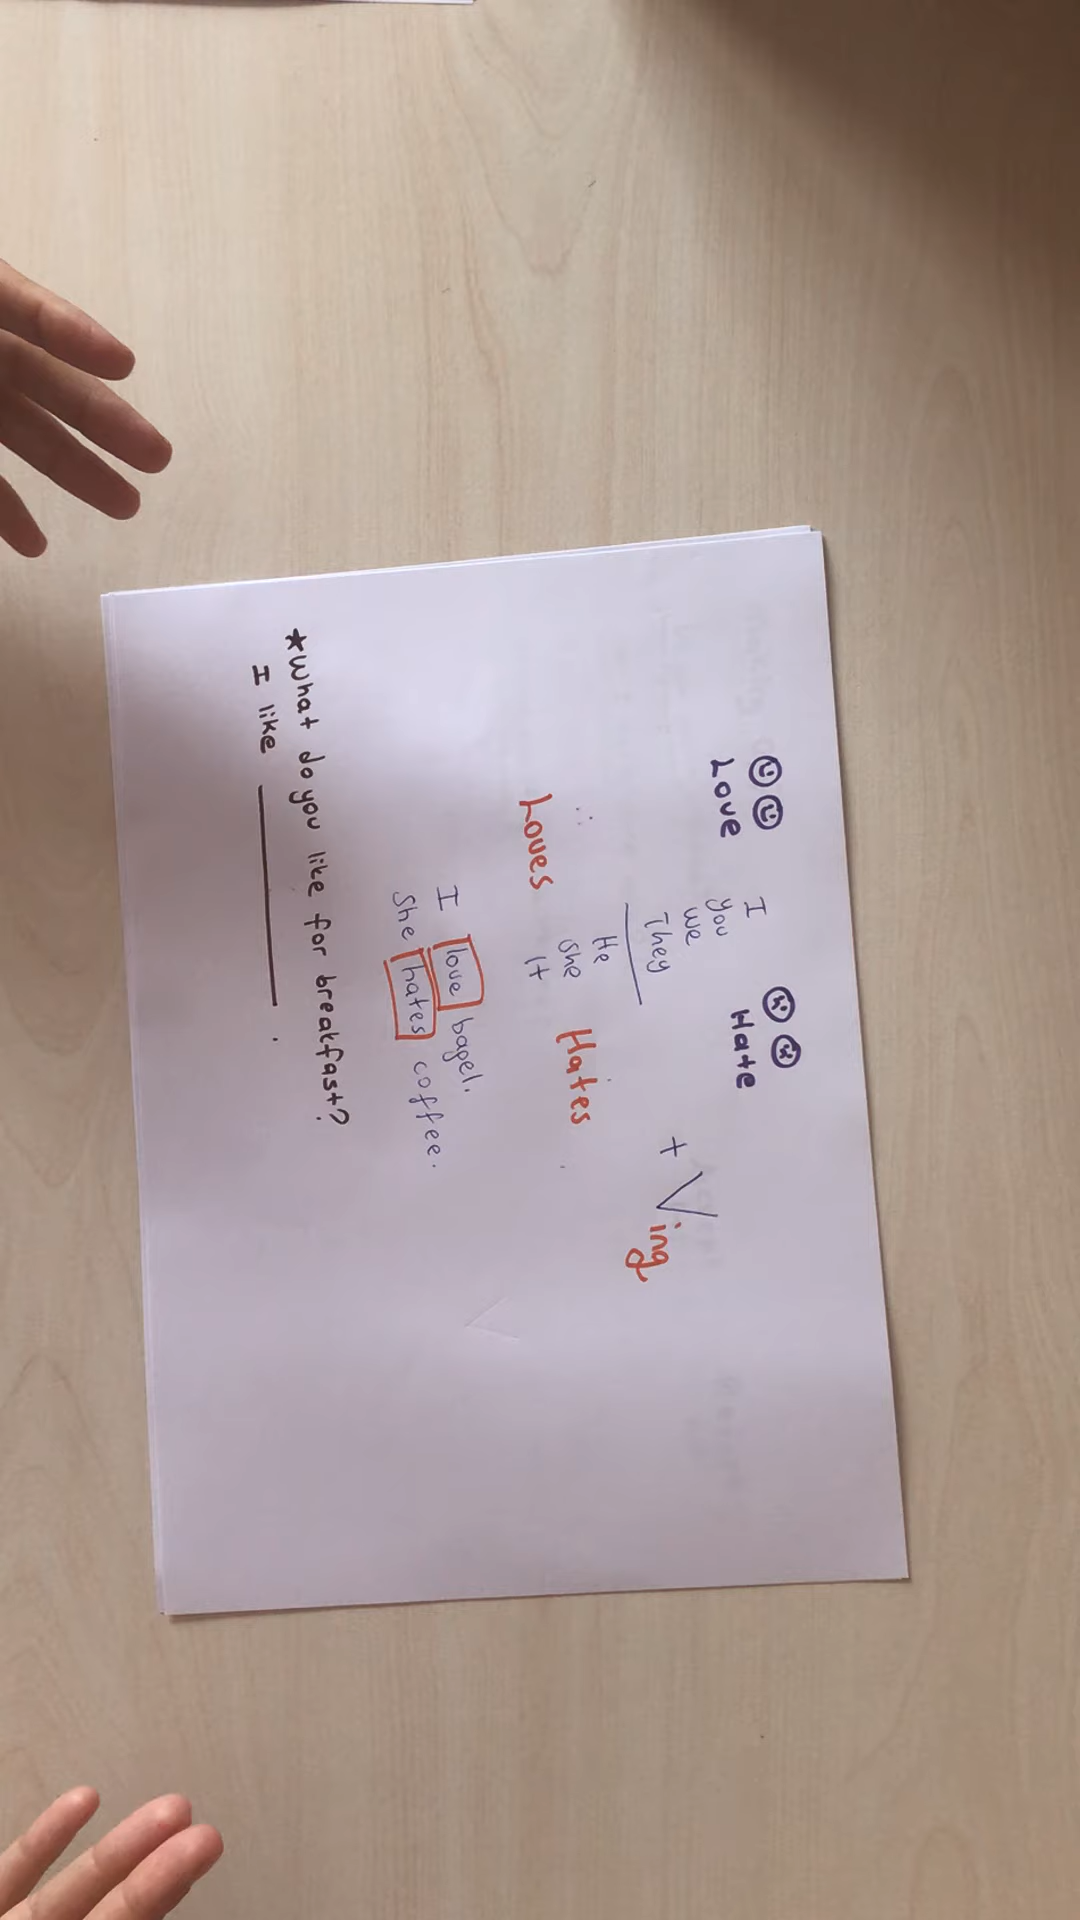 Love
Hate
I
you
we
They
+ Ving
He
She
It
Loves
Hates
I love bagel.
She hates coffee.
★What do you like for breakfast?
I like __________.